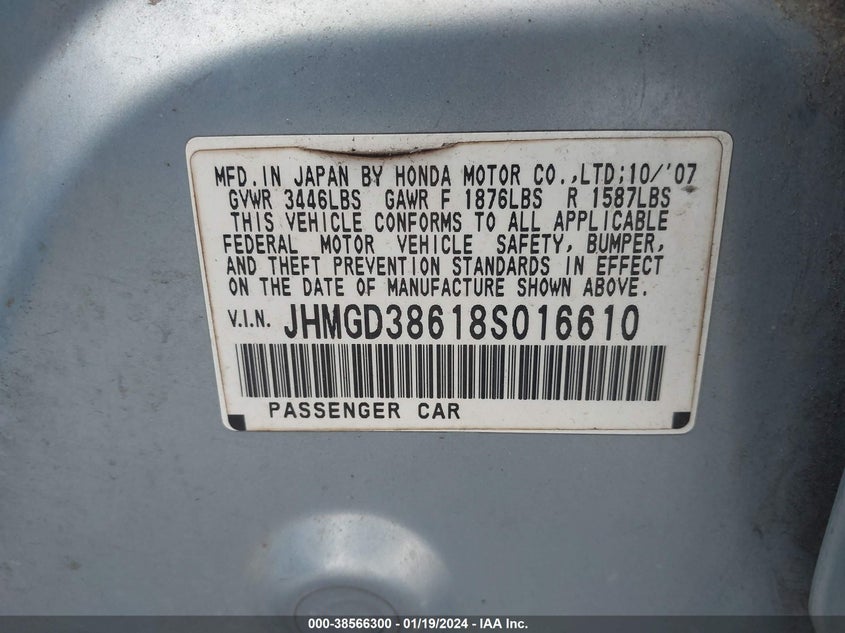 MFD. IN JAPAN BY HONDA MOTOR CO.,LTD;10/'07
GVWR 3446LBS GAWR F 1876LBS R 1587LBS
THIS VEHICLE CONFORMS TO ALL APPLICABLE
FEDERAL MOTOR VEHICLE SAFETY, BUMPER,
AND THEFT PREVENTION STANDARDS IN EFFECT
ON THE DATE OF MANUFACTURE SHOWN ABOVE.
V.I.N. JHMGD38618S016610
PASSENGER CAR
000-38566300 — 01/19/2024 — IAA Inc.